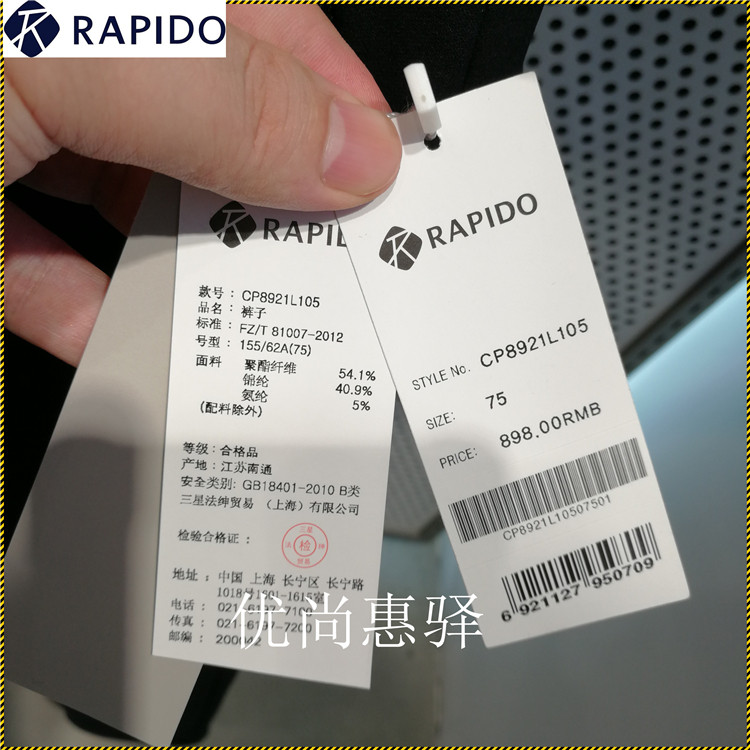 RAPIDO
RAPID
款号： CP8921L105
品名： 裤子
标准： FZ/T 81007-2012
号型： 155/62A(75)
面料 聚酯纤维 54.1%
锦纶 40.9%
氨纶 5%
(配料除外)
等级：合格品
产地：江苏南通
安全类别：GB18401-2010 B类
三星法绅贸易 （上海）有限公司
检验合格证：
检
地址：中国 上海 长宁区 长宁路
电话：
传真： 021-6197-7200
邮编：
RAPIDO
STYLE No. CP8921L105
SIZE: 75
PRICE: 898.00RMB
CP8921L10507501
6 921127 950709
优尚惠驿